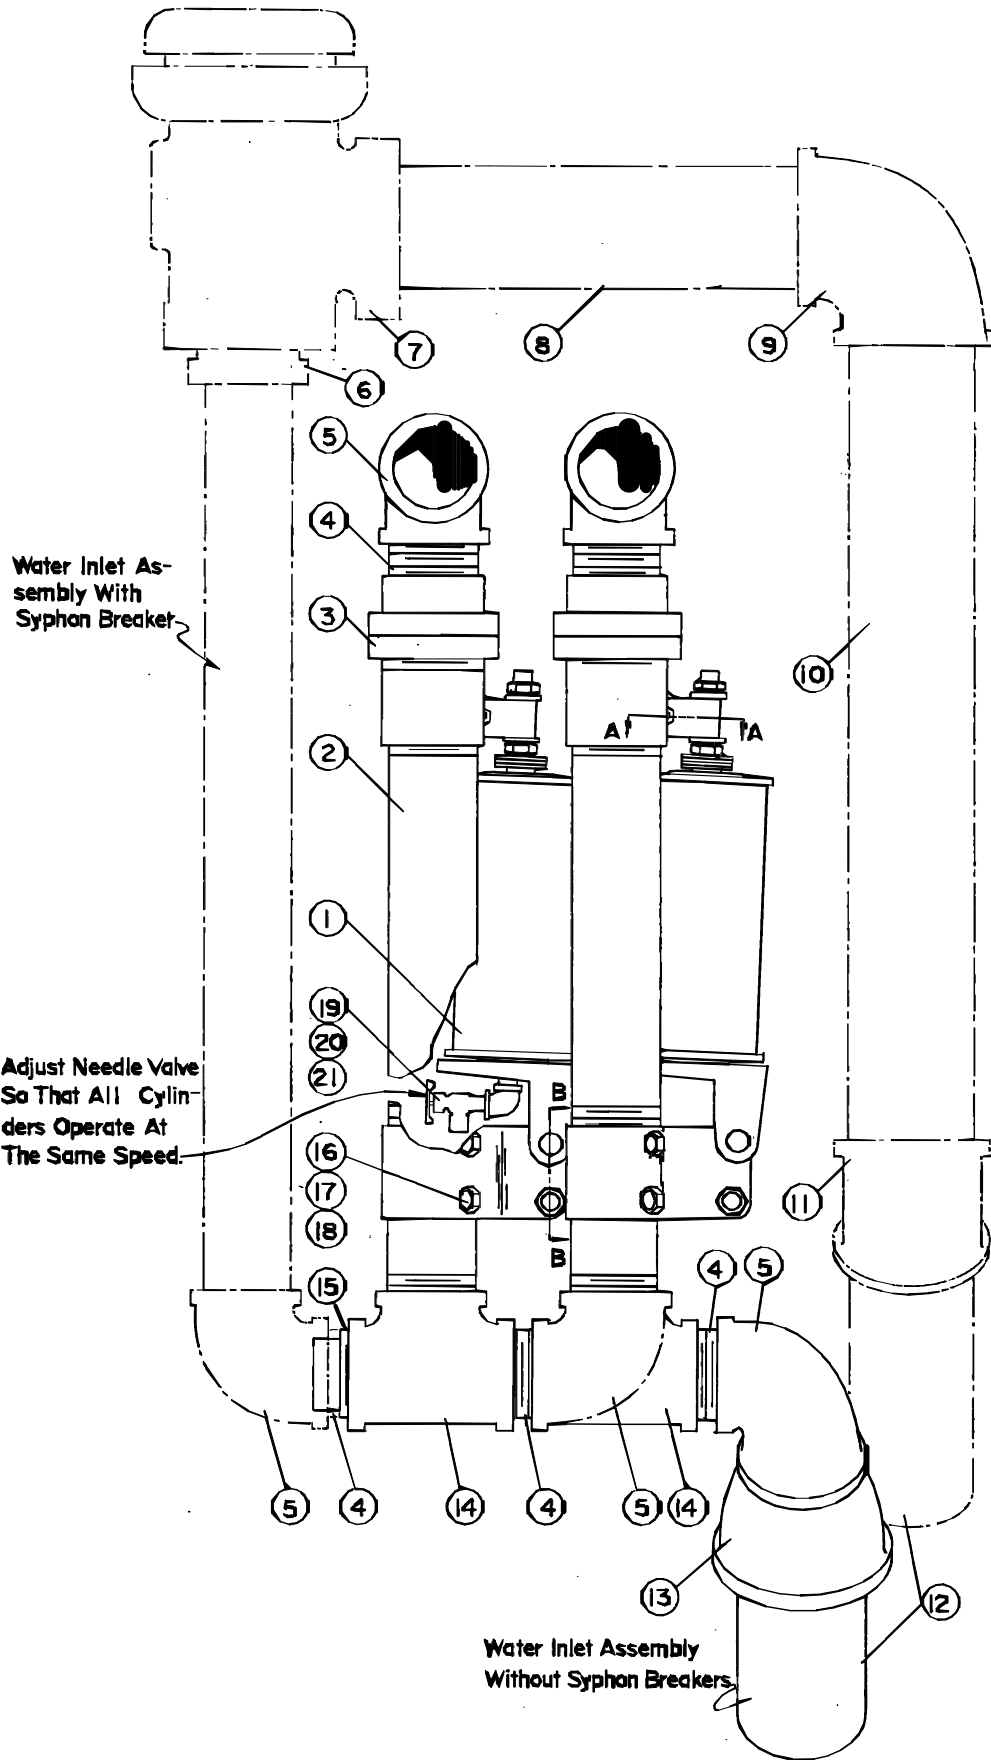 7
8
9
6
5
4
Water Inlet As-
sembly With
Syphon Breaket
3
10
A A
2
1
19
20
21
Adjust Needle Valve
So That All Cylin-
ders Operate At
The Same Speed.
B
16
17
18
11
B
15
4
5
5
4
14
4
5
14
13
12
Water Inlet Assembly
Without Syphon Breakers